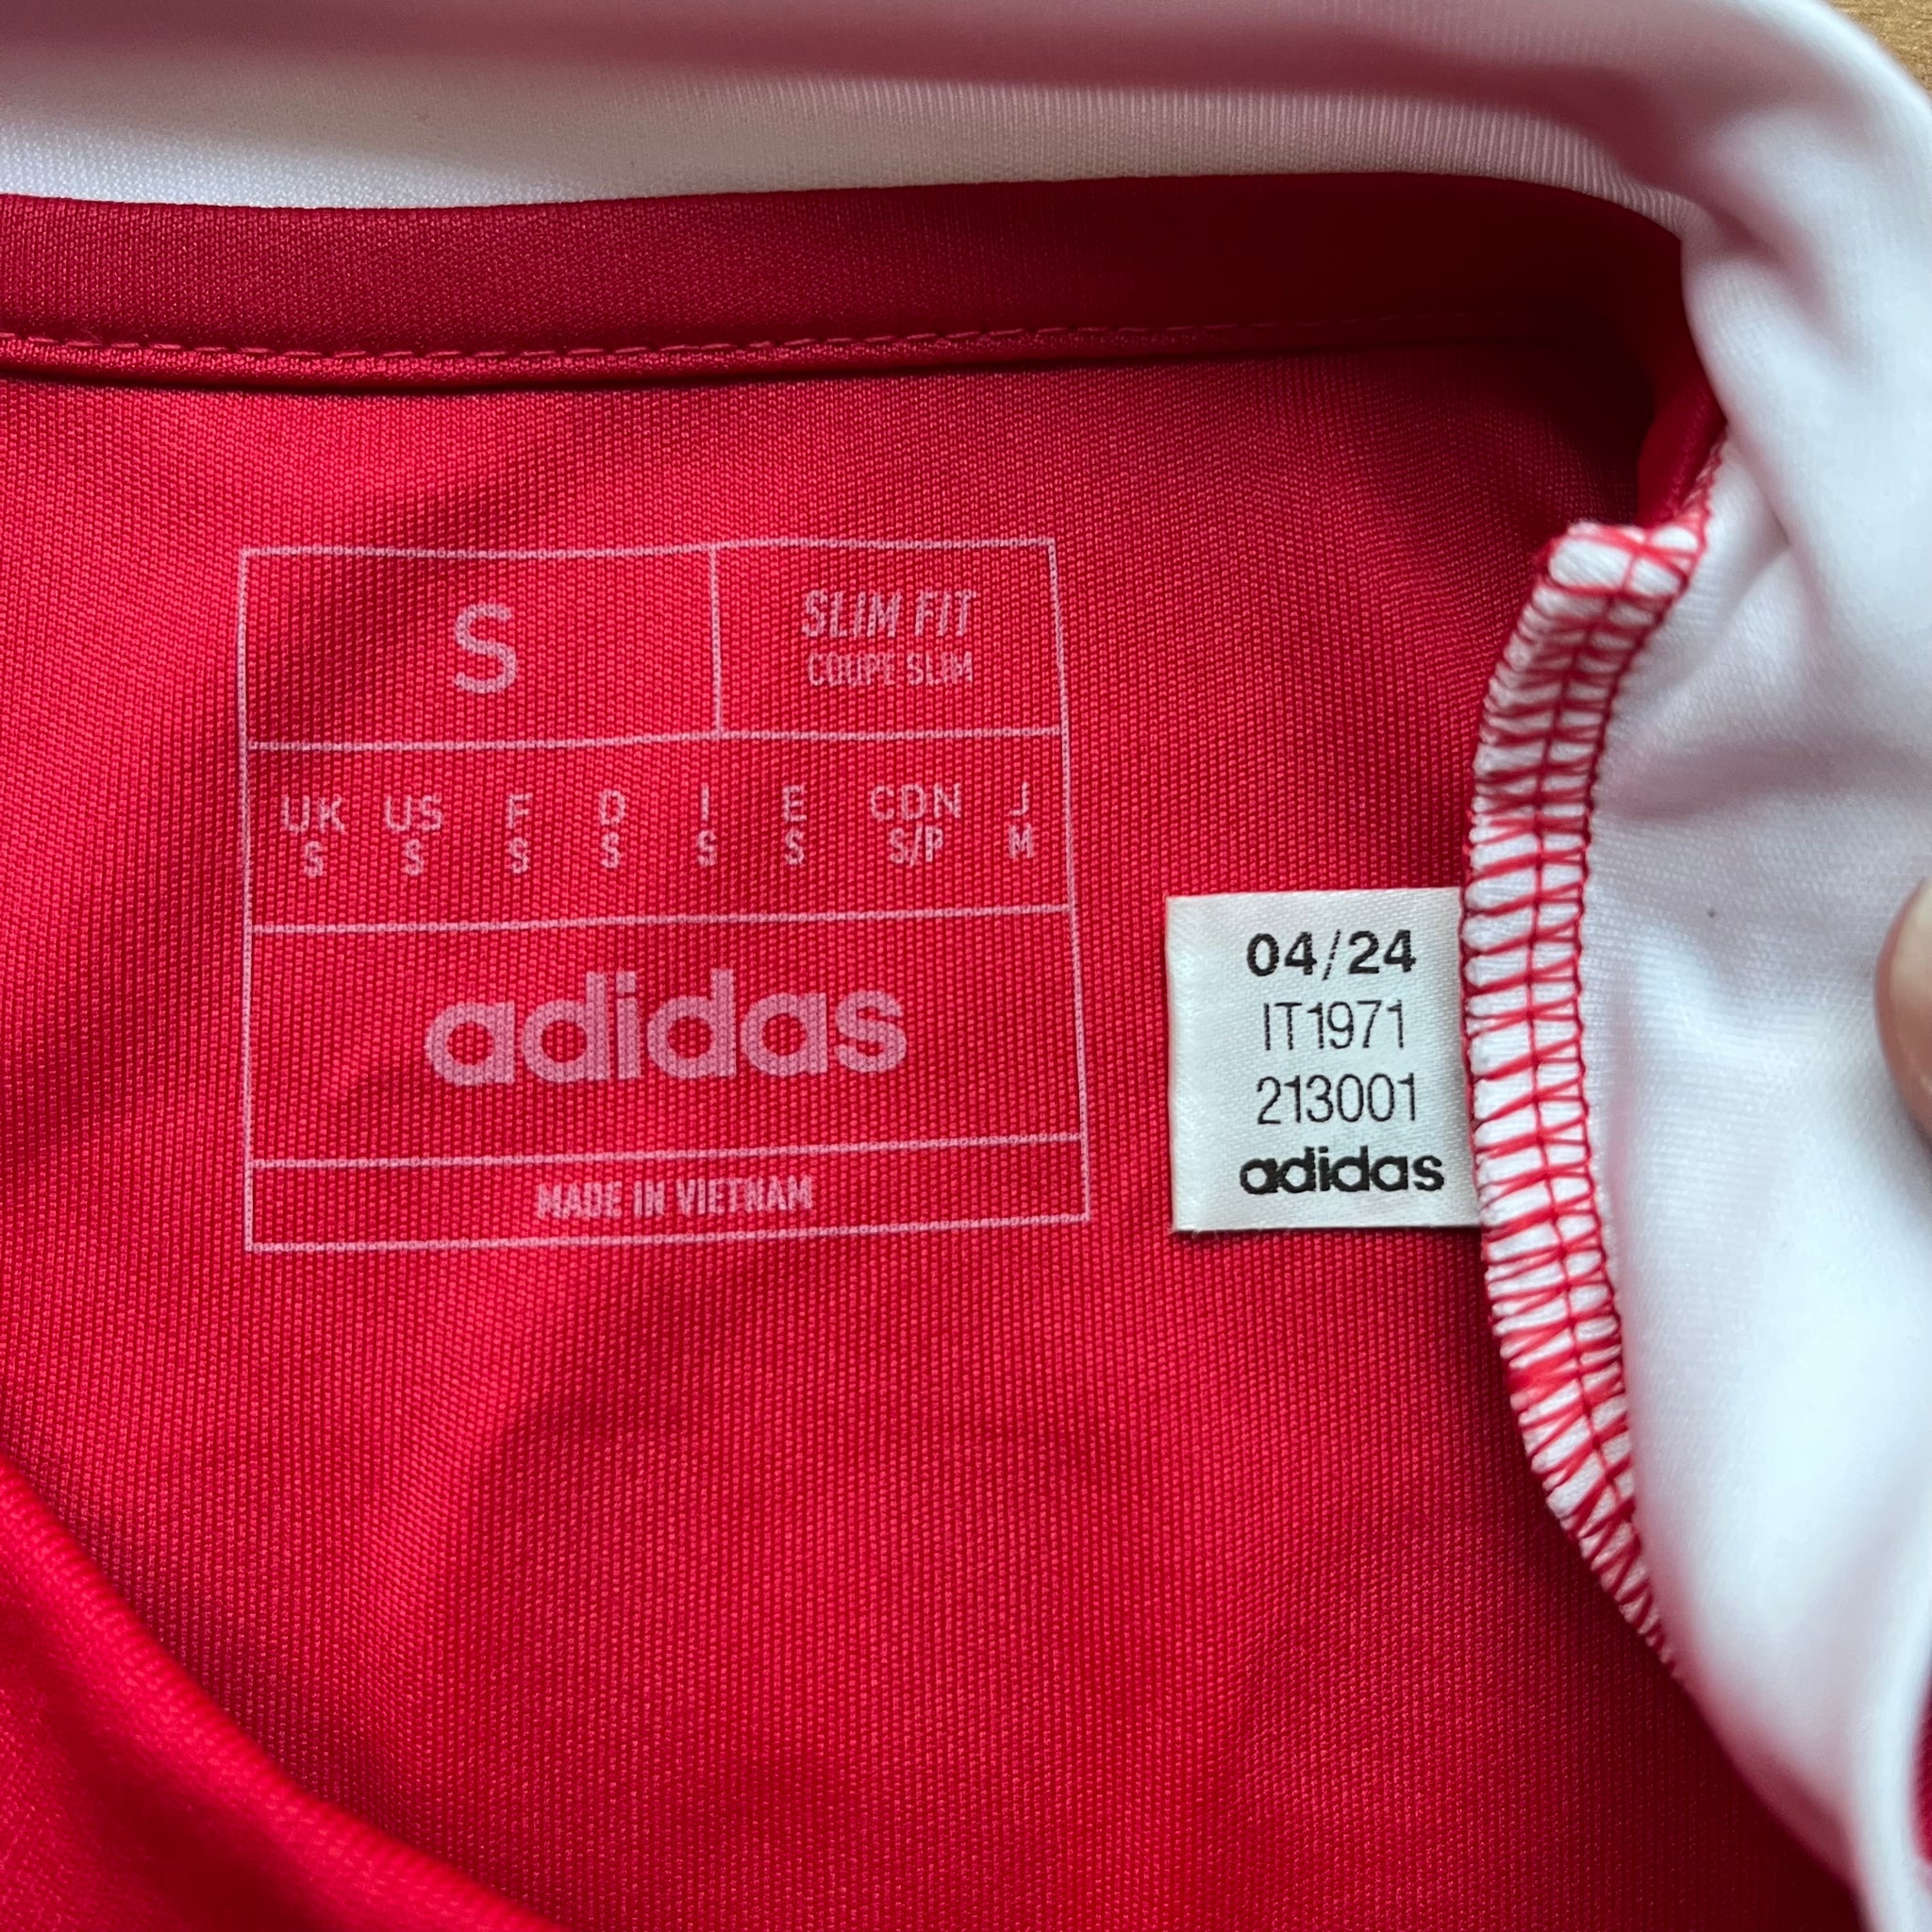 S
SLIM FIT
COUPE SLIM
UK US F D I E CDN J
S S S S S S S/P M
adidas
MADE IN VIETNAM
04/24
IT1971
213001
adidas